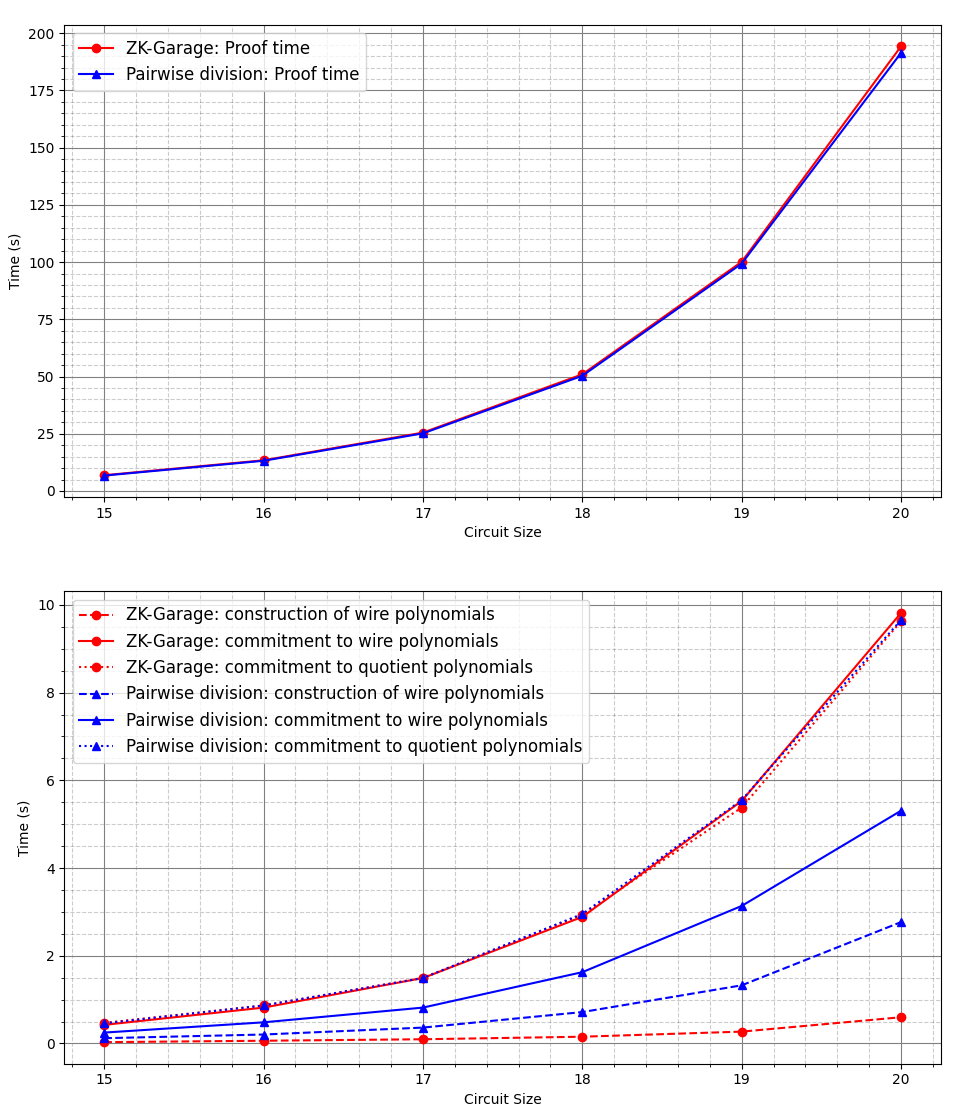 ZK-Garage: Proof time
Pairwise division: Proof time
200
175
150
125
100
75
50
25
0
Time (s)
15 16 17 18 19 20
Circuit Size
ZK-Garage: construction of wire polynomials
ZK-Garage: commitment to wire polynomials
ZK-Garage: commitment to quotient polynomials
Pairwise division: construction of wire polynomials
Pairwise division: commitment to wire polynomials
Pairwise division: commitment to quotient polynomials
10
8
6
4
2
0
Time (s)
15 16 17 18 19 20
Circuit Size